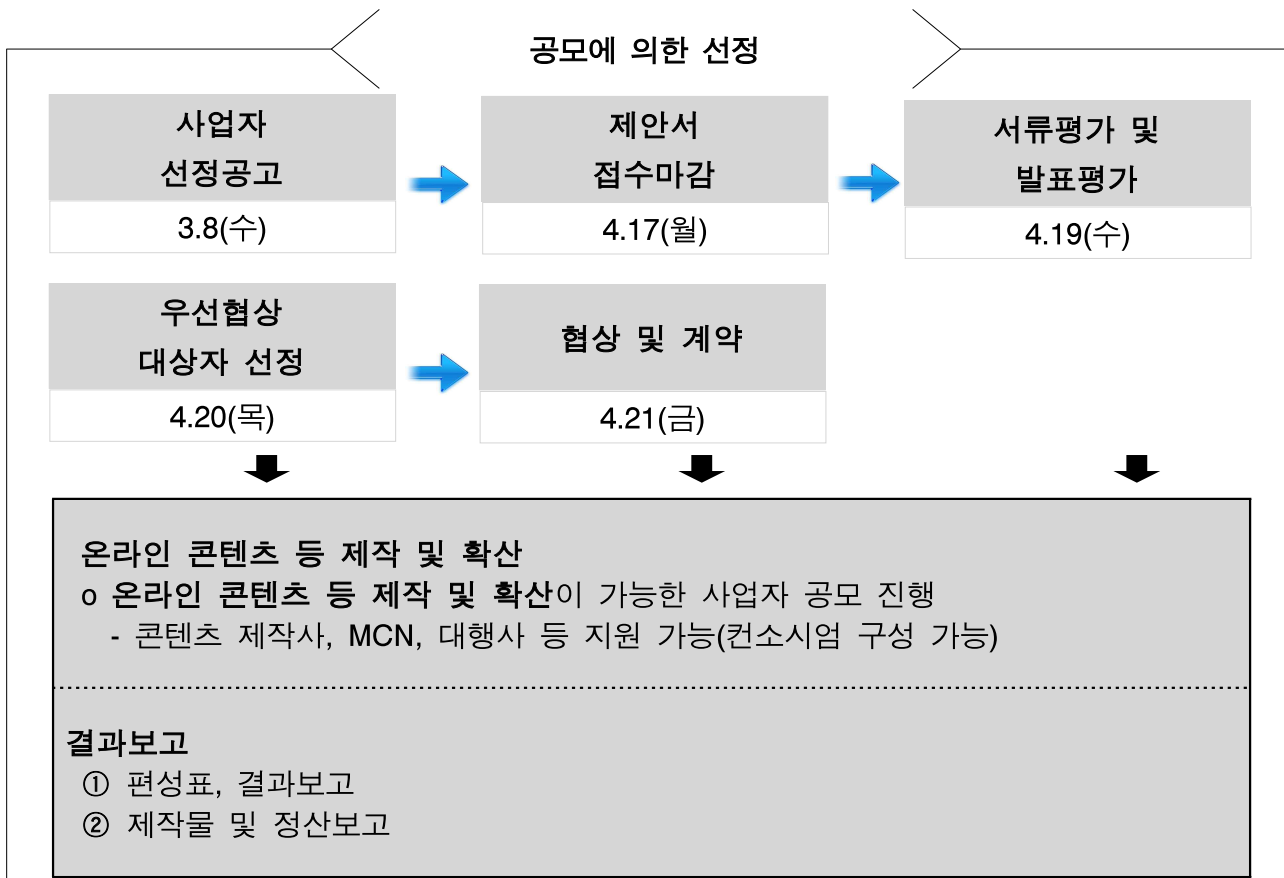 공모에 의한 선정
사업자
선정공고
3.8(수)
제안서
접수마감
4.17(월)
서류평가 및
발표평가
4.19(수)
우선협상
대상자 선정
4.20(목)
협상 및 계약
4.21(금)
온라인 콘텐츠 등 제작 및 확산
o 온라인 콘텐츠 등 제작 및 확산이 가능한 사업자 공모 진행
- 콘텐츠 제작사, MCN, 대행사 등 지원 가능(컨소시엄 구성 가능)
결과보고
① 편성표, 결과보고
② 제작물 및 정산보고